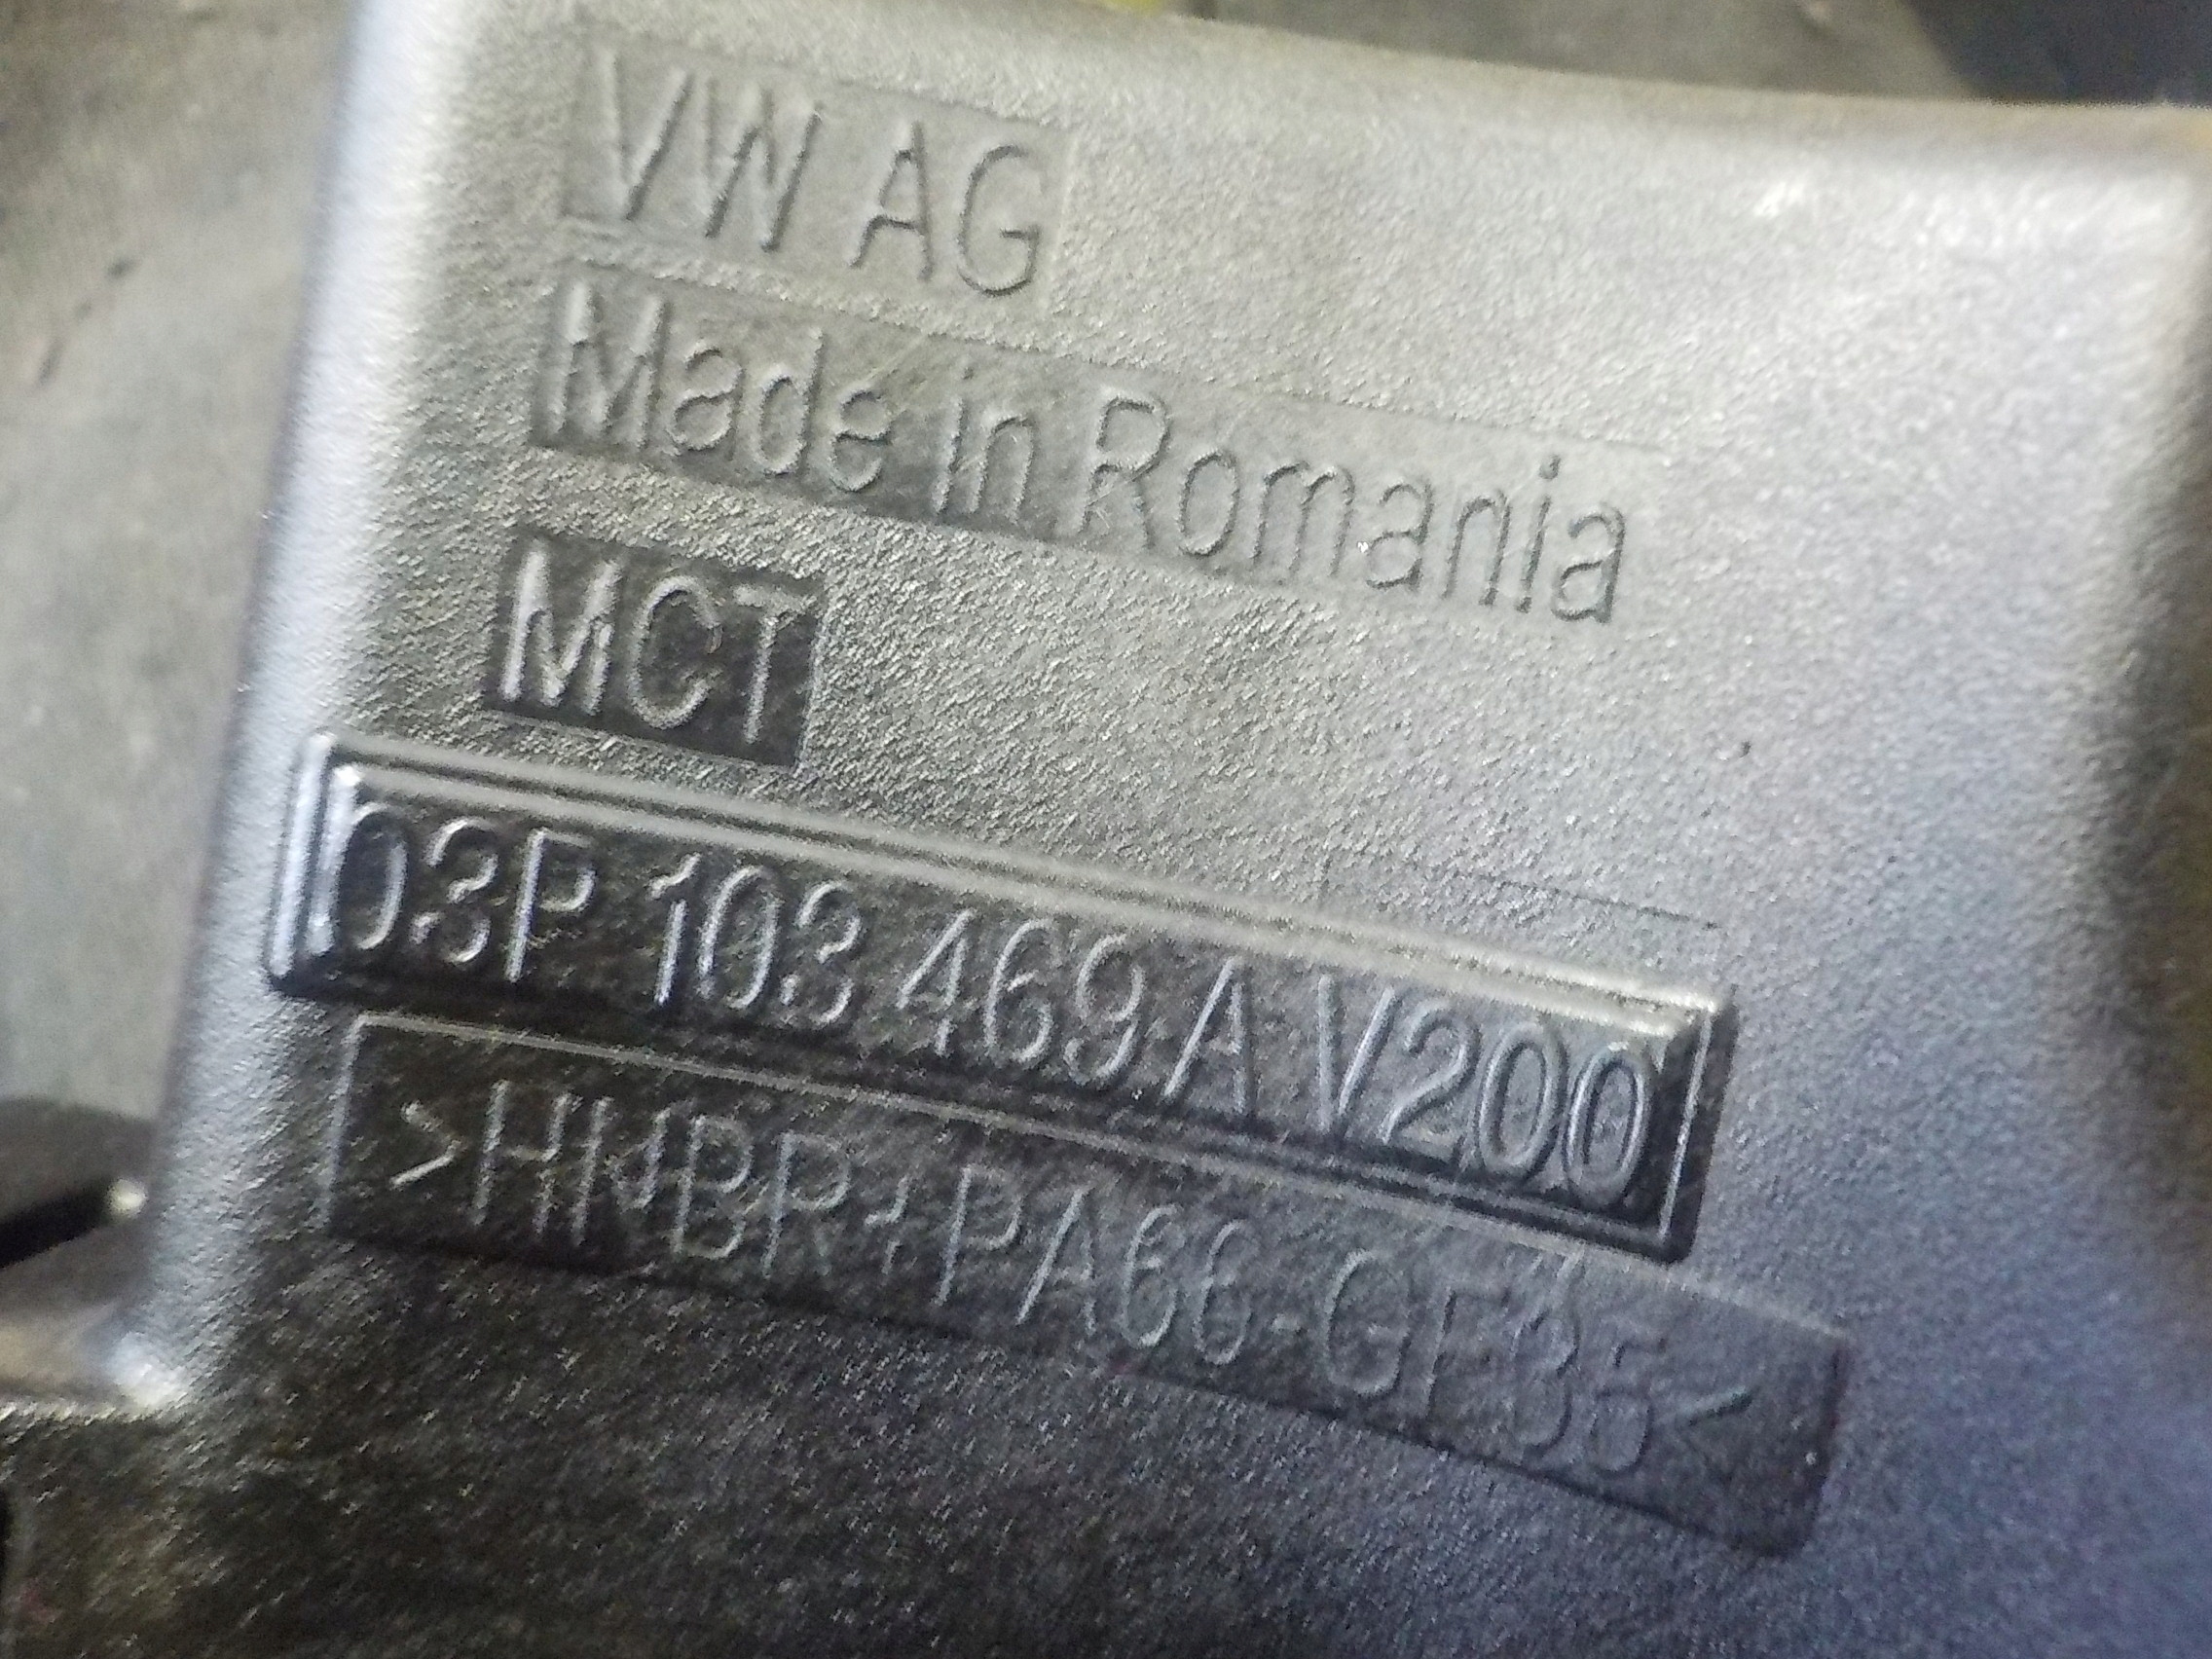 VW AG
Made in Romania
MCT
03P 103 469 A V200
>HNBR+PA66-GF35<